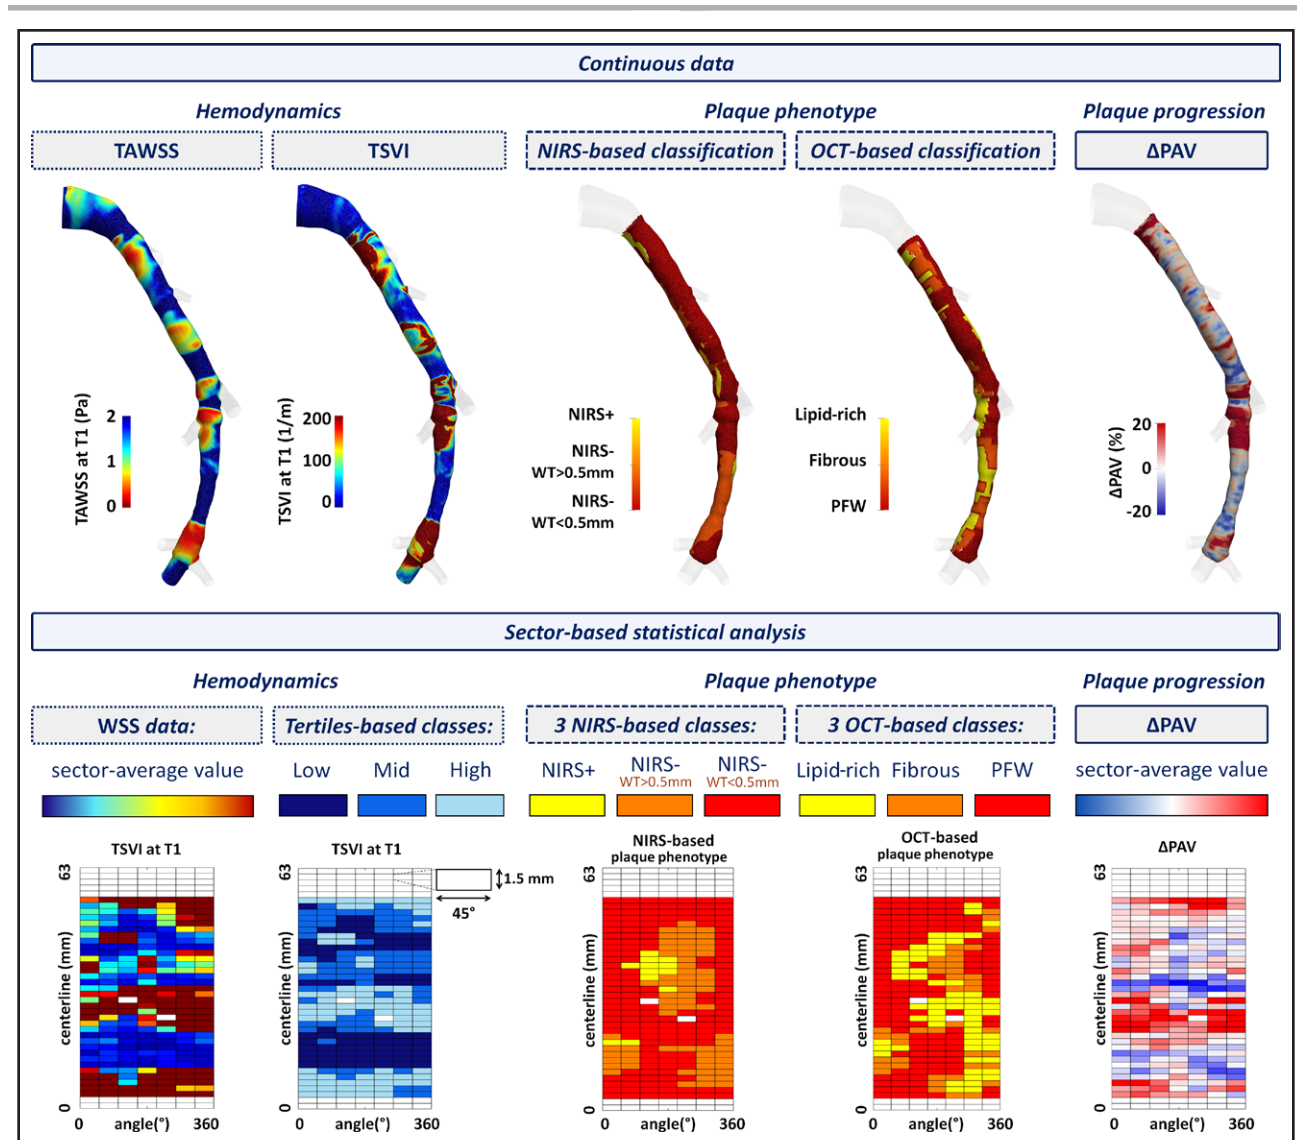 Continuous data
Hemodynamics
Plaque phenotype
Plaque progression
TAWSS
TSVI
NIRS-based classification
OCT-based classification
ΔPAV
TAWSS at T1 (Pa)
2
1
0
TSVI at T1 (1/m)
200
100
0
NIRS+
NIRS-
WT>0.5mm
NIRS-
WT<0.5mm
Lipid-rich
Fibrous
PFW
ΔPAV (%)
20
0
-20
Sector-based statistical analysis
Hemodynamics
Plaque phenotype
Plaque progression
WSS data:
Tertiles-based classes:
3 NIRS-based classes:
3 OCT-based classes:
ΔPAV
sector-average value
Low
Mid
High
NIRS+
NIRS-
WT>0.5mm
NIRS-
WT<0.5mm
Lipid-rich
Fibrous
PFW
sector-average value
TSVI at T1
63
centerline (mm)
0
0
angle(°)
360
TSVI at T1
63
centerline (mm)
0
0
angle(°)
360
1.5 mm
45°
NIRS-based
plaque phenotype
63
centerline (mm)
0
0
angle(°)
360
OCT-based
plaque phenotype
63
centerline (mm)
0
0
angle(°)
360
ΔPAV
63
centerline (mm)
0
0
angle(°)
360